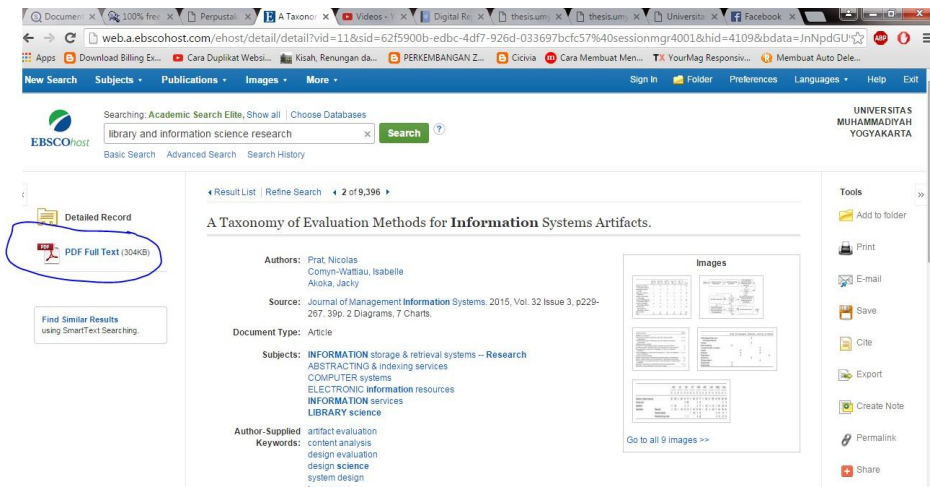 Document
100% free
Perpustak
A Taxonor
Videos - Y
Digital Re
thesis.umy
thesis.umy
Universita
Facebook
web.a.ebscohost.com/ehost/detail/detail?vid=11&sid=62f5900b-edbc-4df7-926d-033697bcfc57%40sessionmgr4001&hid=4109&bdata=JnNpdGU
Apps Download Billing Ex... Cara Duplikat Websi... Kisah, Renungan da... PERKEMBANGAN Z... Cicivia Cara Membuat Men... TX YourMag Responsiv... Membuat Auto Dele...
New Search Subjects Publications Images More Sign In Folder Preferences Languages Help Exit
Searching: Academic Search Elite, Show all | Choose Databases
library and information science research × Search ?
Basic Search Advanced Search Search History
EBSCOhost
UNIVERSITAS
MUHAMMADIYAH
YOGYAKARTA
Detailed Record
PDF Full Text (304KB)
Find Similar Results
using SmartText Searching.
Result List | Refine Search 2 of 9,396
A Taxonomy of Evaluation Methods for Information Systems Artifacts.
Authors: Prat, Nicolas
Comyn-Wattiau, Isabelle
Akoka, Jacky
Source: Journal of Management Information Systems. 2015, Vol. 32 Issue 3, p229-
267. 39p. 2 Diagrams, 7 Charts.
Document Type: Article
Subjects: INFORMATION storage & retrieval systems -- Research
ABSTRACTING & indexing services
COMPUTER systems
ELECTRONIC information resources
INFORMATION services
LIBRARY science
Author-Supplied artifact evaluation
Keywords: content analysis
design evaluation
design science
system design
Images
Go to all 9 images >>
Tools
Add to folder
Print
E-mail
Save
Cite
Export
Create Note
Permalink
Share